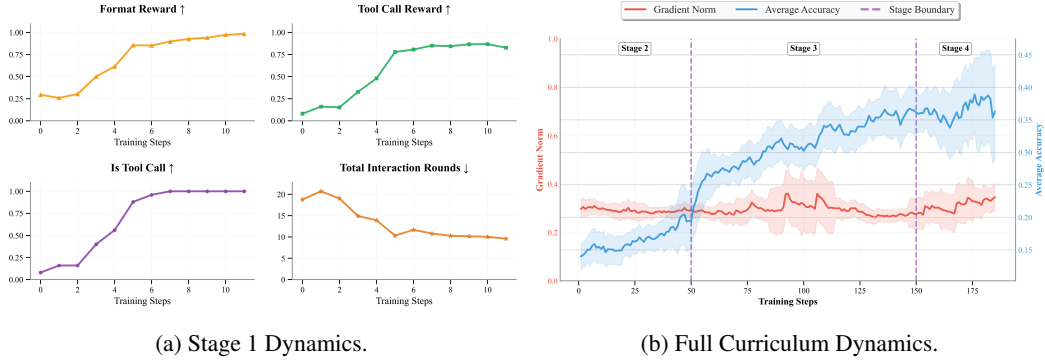 Format Reward ↑
1.00
0.75
0.50
0.25
0.00
0 2 4 6 8 10
Training Steps
Tool Call Reward ↑
1.00
0.75
0.50
0.25
0.00
0 2 4 6 8 10
Training Steps
Is Tool Call ↑
1.00
0.75
0.50
0.25
0.00
0 2 4 6 8 10
Training Steps
Total Interaction Rounds ↓
20
15
10
5
0
0 2 4 6 8 10
Training Steps
(a) Stage 1 Dynamics.
Gradient Norm Average Accuracy Stage Boundary
Stage 2 Stage 3 Stage 4
Gradient Norm
1.0
0.8
0.6
0.4
0.2
0.0
Average Accuracy
0.45
0.40
0.35
0.30
0.25
0.20
0.15
0 25 50 75 100 125 150 175
Training Steps
(b) Full Curriculum Dynamics.